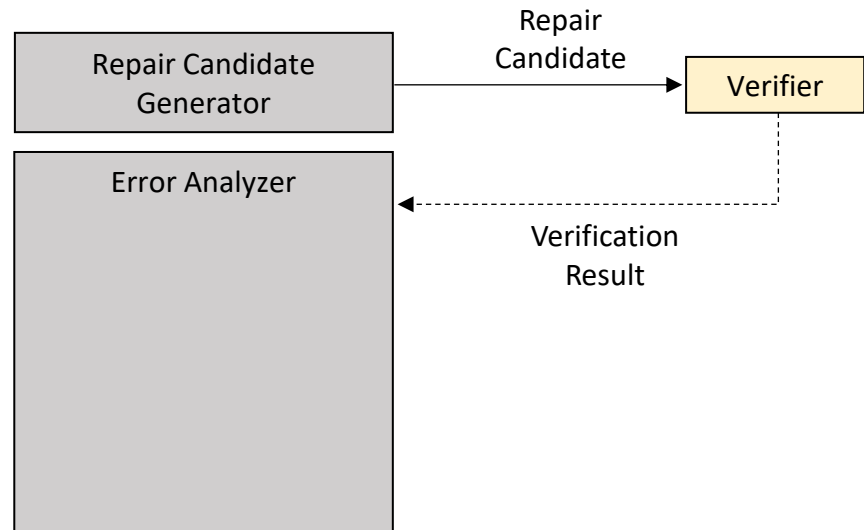 Repair Candidate
Generator
Repair
Candidate
Verifier
Error Analyzer
Verification
Result